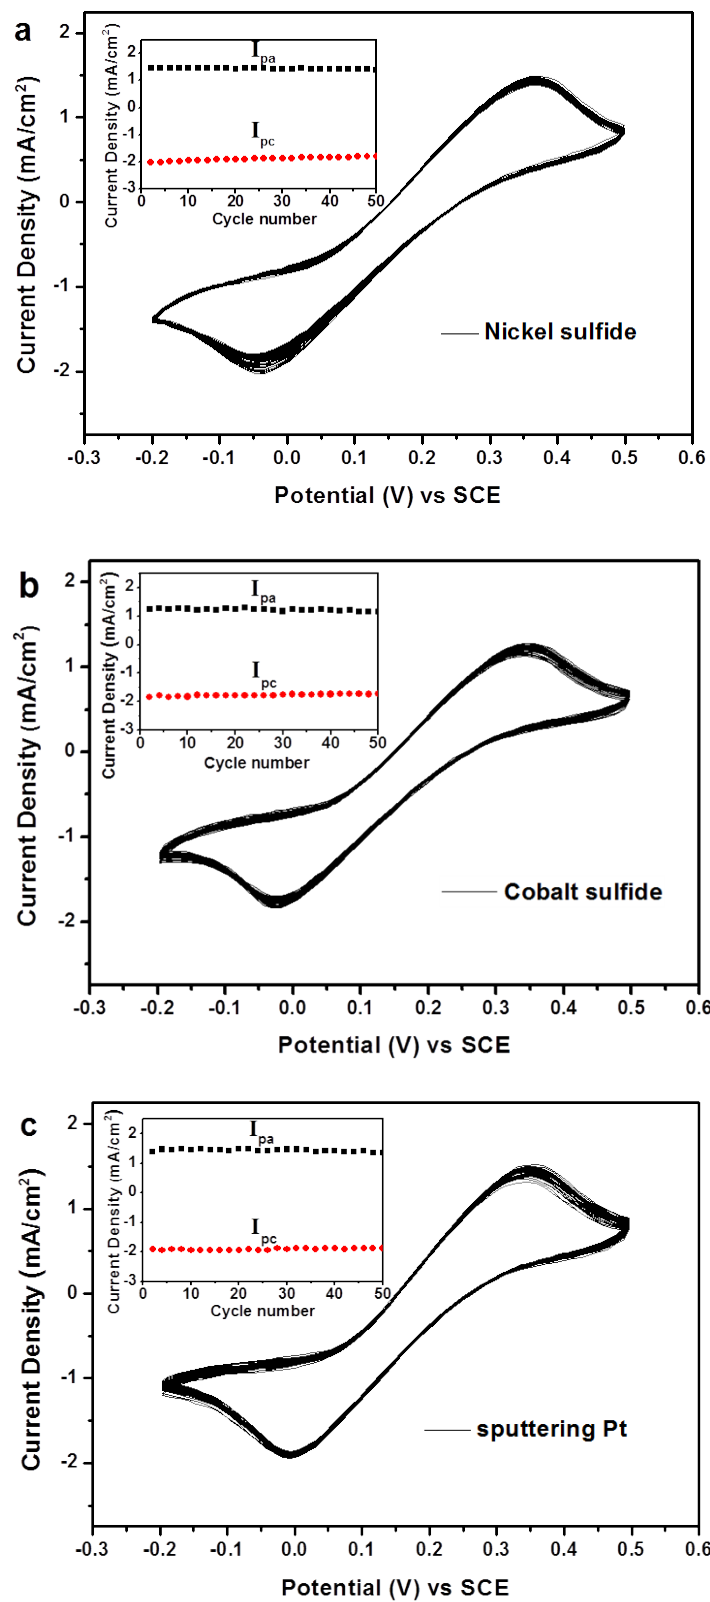 a
2
1
0
-1
-2
Current Density (mA/cm²)
-0.3 -0.2 -0.1 0.0 0.1 0.2 0.3 0.4 0.5 0.6
Potential (V) vs SCE
Nickel sulfide
2
1
0
-1
-2
-3
Current Density (mA/cm²)
Ipa
Ipc
0 10 20 30 40 50
Cycle number
b
2
1
0
-1
-2
Current Density (mA/cm²)
-0.3 -0.2 -0.1 0.0 0.1 0.2 0.3 0.4 0.5 0.6
Potential (V) vs SCE
Cobalt sulfide
2
1
0
-1
-2
-3
Current Density (mA/cm²)
Ipa
Ipc
0 10 20 30 40 50
Cycle number
c
2
1
0
-1
-2
Current Density (mA/cm²)
-0.3 -0.2 -0.1 0.0 0.1 0.2 0.3 0.4 0.5 0.6
Potential (V) vs SCE
sputtering Pt
2
1
0
-1
-2
-3
Current Density (mA/cm²)
Ipa
Ipc
0 10 20 30 40 50
Cycle number